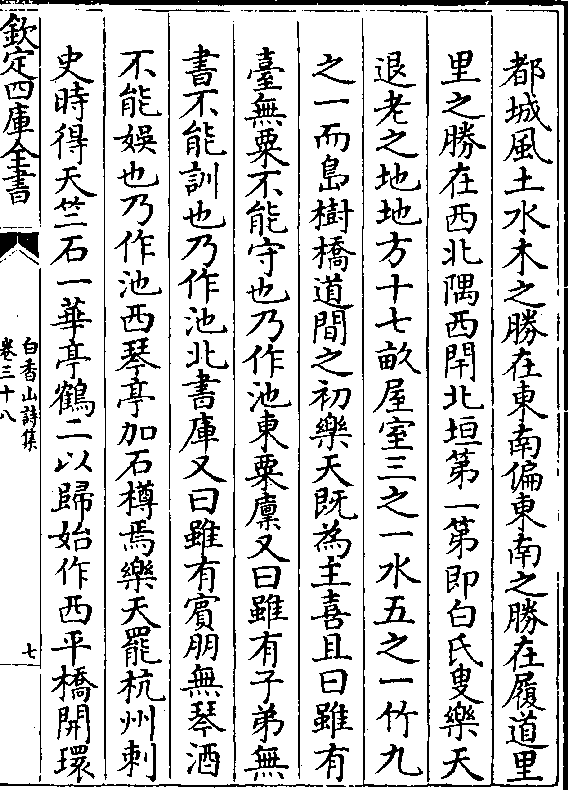 都城風土水木之勝在東南偏東南之勝在履道里
里之勝在西北隅西閈北垣第一第即白氏叟樂天
退老之地地方十七畝屋室三之一水五之一竹九
之一而島樹橋道間之初樂天既為主喜且曰雖有
臺無粟不能守也乃作池東粟廩又曰雖有子弟無
書不能訓也乃作池北書庫又曰雖有賓朋無琴酒
不能娱也乃作池西琴亭加石樽焉樂天罷杭州刺
史時得天竺石一華亭鶴二以歸始作西平橋開環
欽定四庫全書
白香山詩集
卷三十八
七